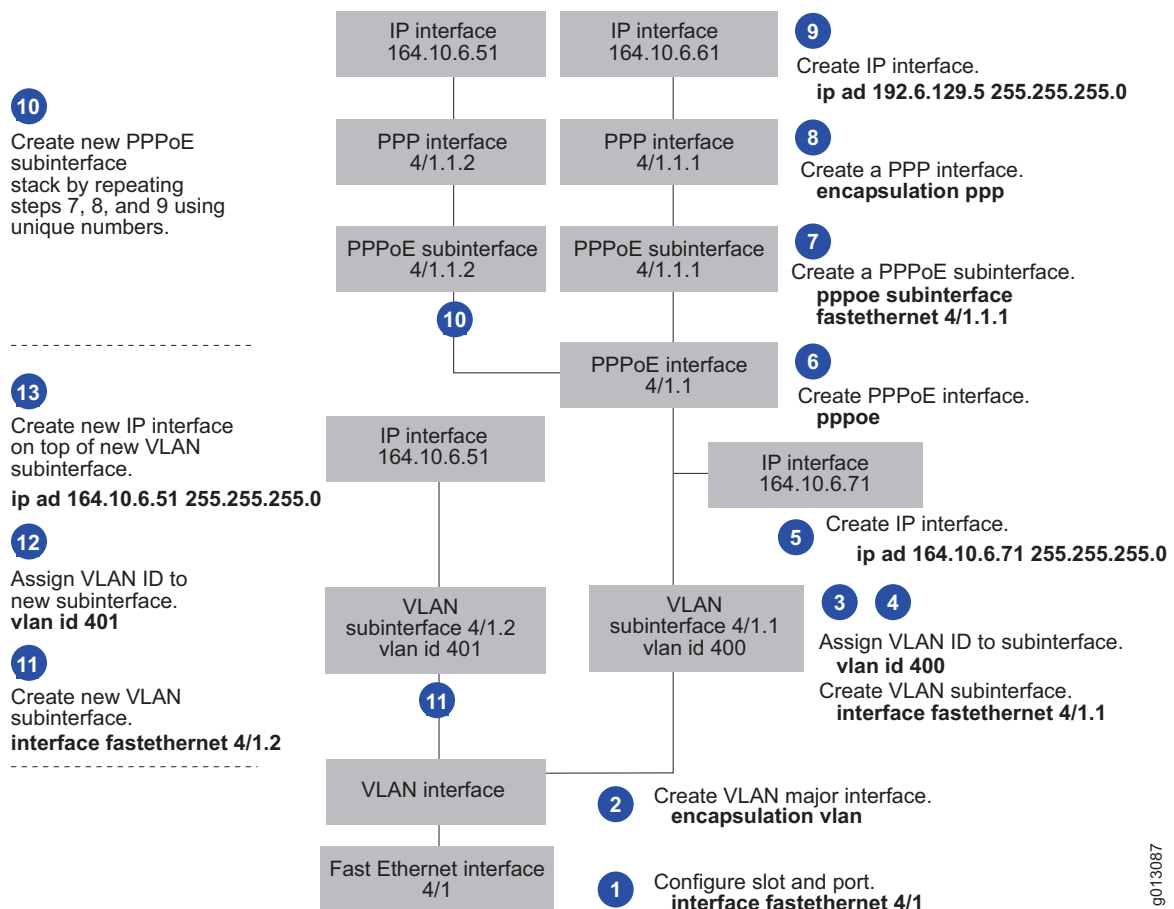 IP interface
164.10.6.51
IP interface
164.10.6.61
9
Create IP interface.
ip ad 192.6.129.5 255.255.255.0
10
Create new PPPoE
subinterface
stack by repeating
steps 7, 8, and 9 using
unique numbers.
PPP interface
4/1.1.2
PPP interface
4/1.1.1
8
Create a PPP interface.
encapsulation ppp
PPPoE subinterface
4/1.1.2
PPPoE subinterface
4/1.1.1
7
Create a PPPoE subinterface.
pppoe subinterface
fastethernet 4/1.1.1
10
PPPoE interface
4/1.1
6
Create PPPoE interface.
pppoe
13
Create new IP interface
on top of new VLAN
subinterface.
ip ad 164.10.6.51 255.255.255.0
IP interface
164.10.6.51
IP interface
164.10.6.71
5
Create IP interface.
ip ad 164.10.6.71 255.255.255.0
12
Assign VLAN ID to
new subinterface.
vlan id 401
VLAN
subinterface 4/1.2
vlan id 401
VLAN
subinterface 4/1.1
vlan id 400
3 4
Assign VLAN ID to subinterface.
vlan id 400
Create VLAN subinterface.
interface fastethernet 4/1.1
11
Create new VLAN
subinterface.
interface fastethernet 4/1.2
11
VLAN interface
2
Create VLAN major interface.
encapsulation vlan
Fast Ethernet interface
4/1
1
Configure slot and port.
interface fastethernet 4/1
g013087